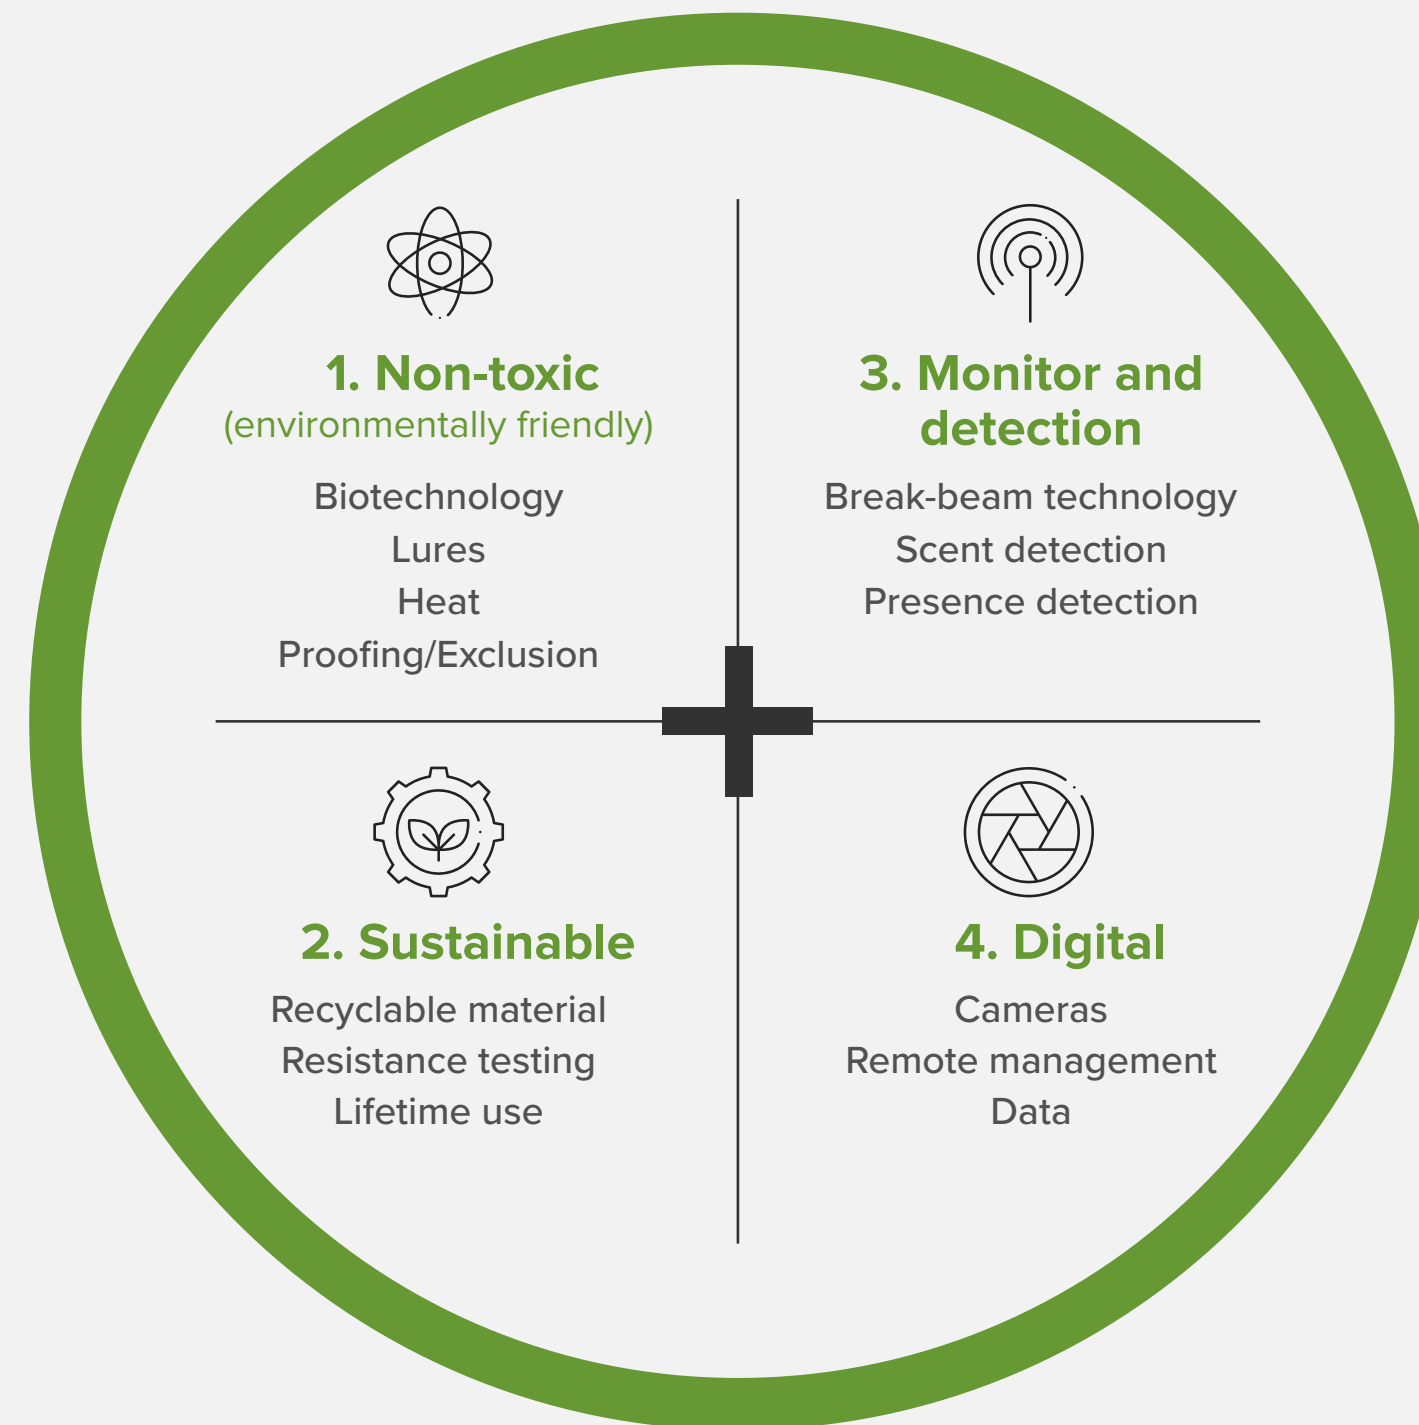 1. Non-toxic
(environmentally friendly)
Biotechnology
Lures
Heat
Proofing/Exclusion
2. Sustainable
Recyclable material
Resistance testing
Lifetime use
3. Monitor and
detection
Break-beam technology
Scent detection
Presence detection
4. Digital
Cameras
Remote management
Data